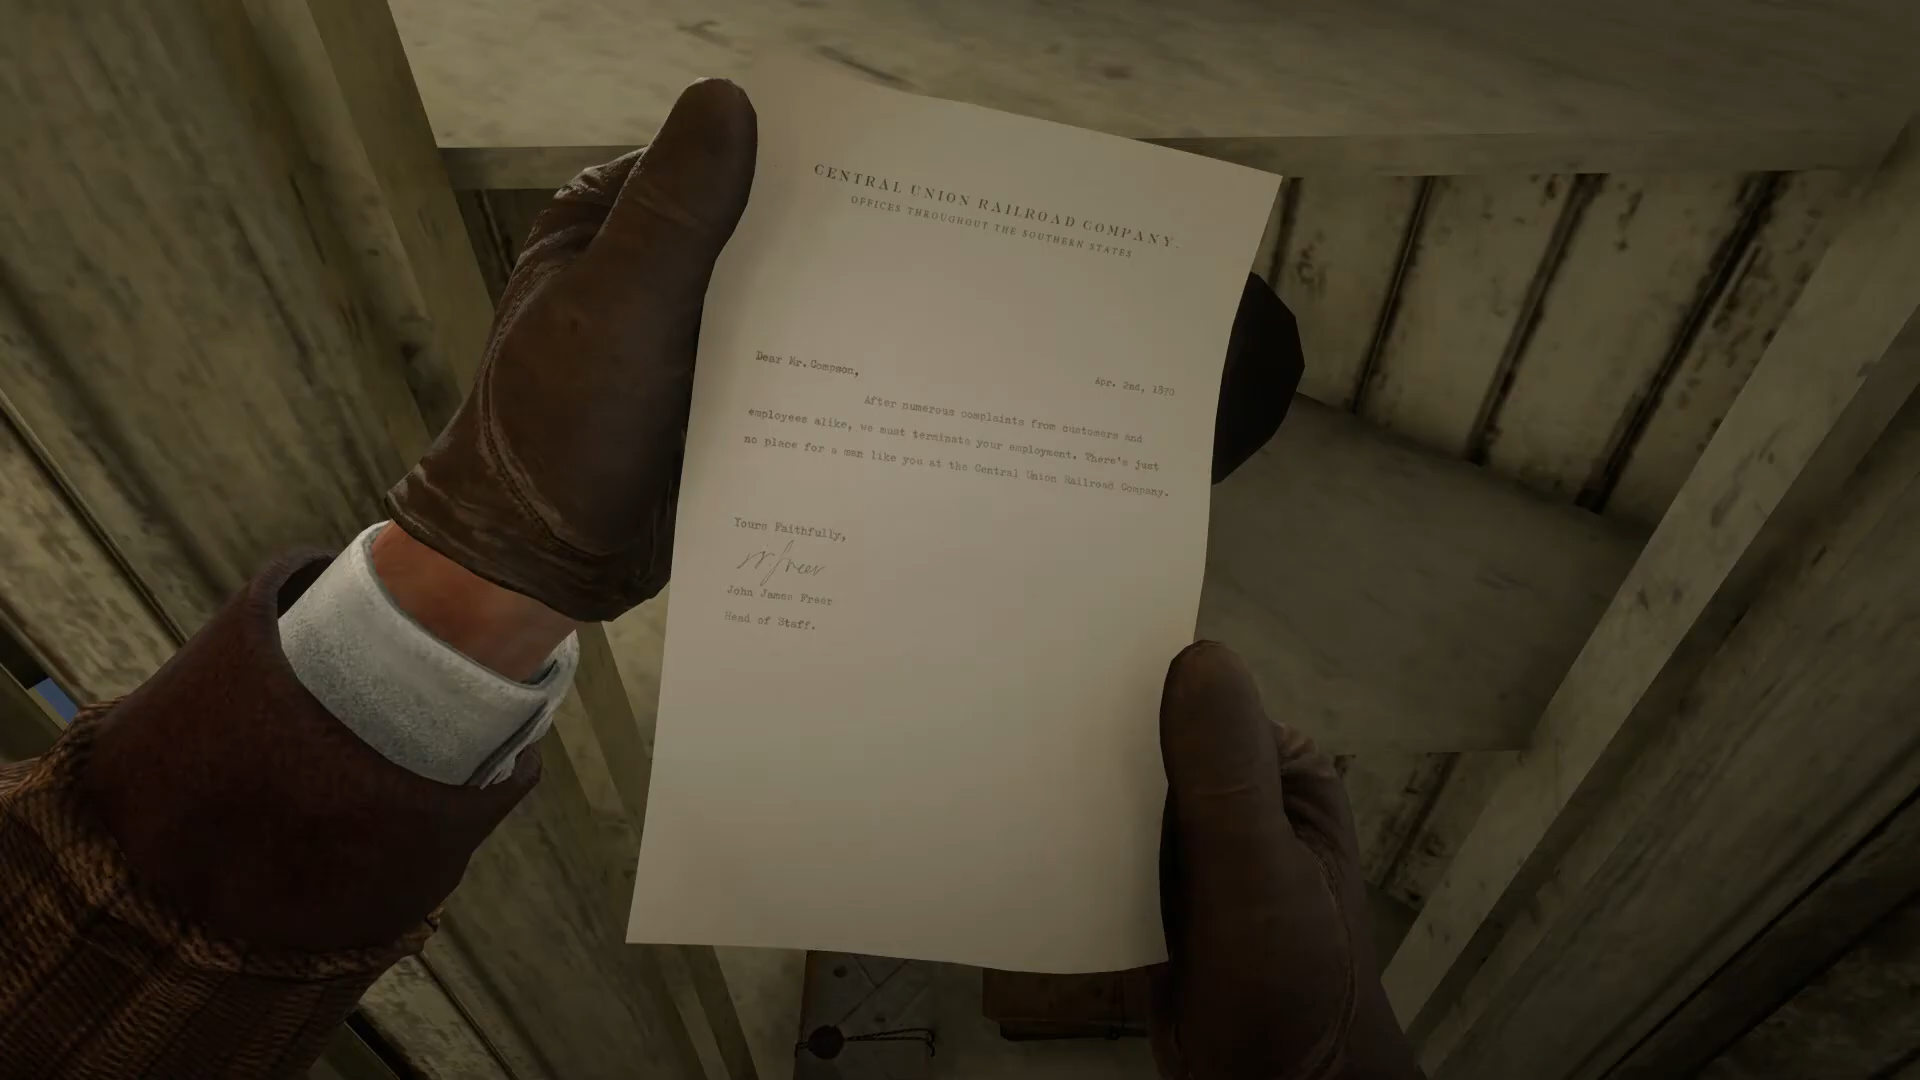 CENTRAL UNION RAILROAD COMPANY.
OFFICES THROUGHOUT THE SOUTHERN STATES
Dear Mr. Compson,
Apr. 2nd, 1870
After numerous complaints from customers and
employees alike, we must terminate your employment. There's just
no place for a man like you at the Central Union Railroad Company.
Yours Faithfully,
John James Freer
Head of Staff.